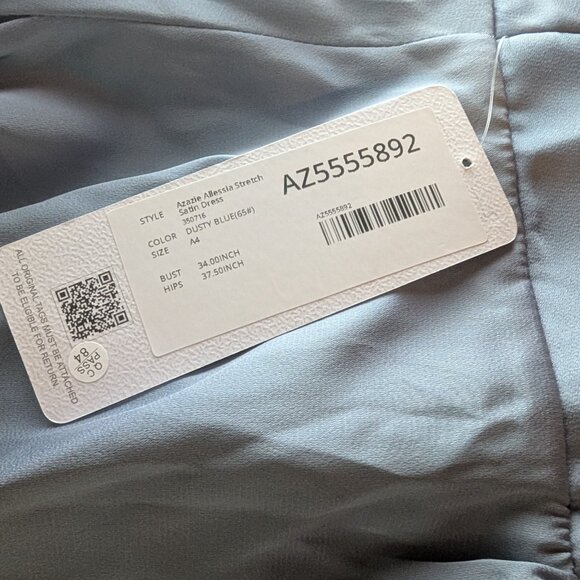 AZ5555892
STYLE Azazie Allessia Stretch
Satin Dress
350716
COLOR DUSTY BLUE(65#)
SIZE A4
BUST 34.00INCH
HIPS 37.50INCH
AZ5555892
ALL ORIGINAL TAGS MUST BE ATTACHED
TO BE ELIGIBLE FOR RETURN
84